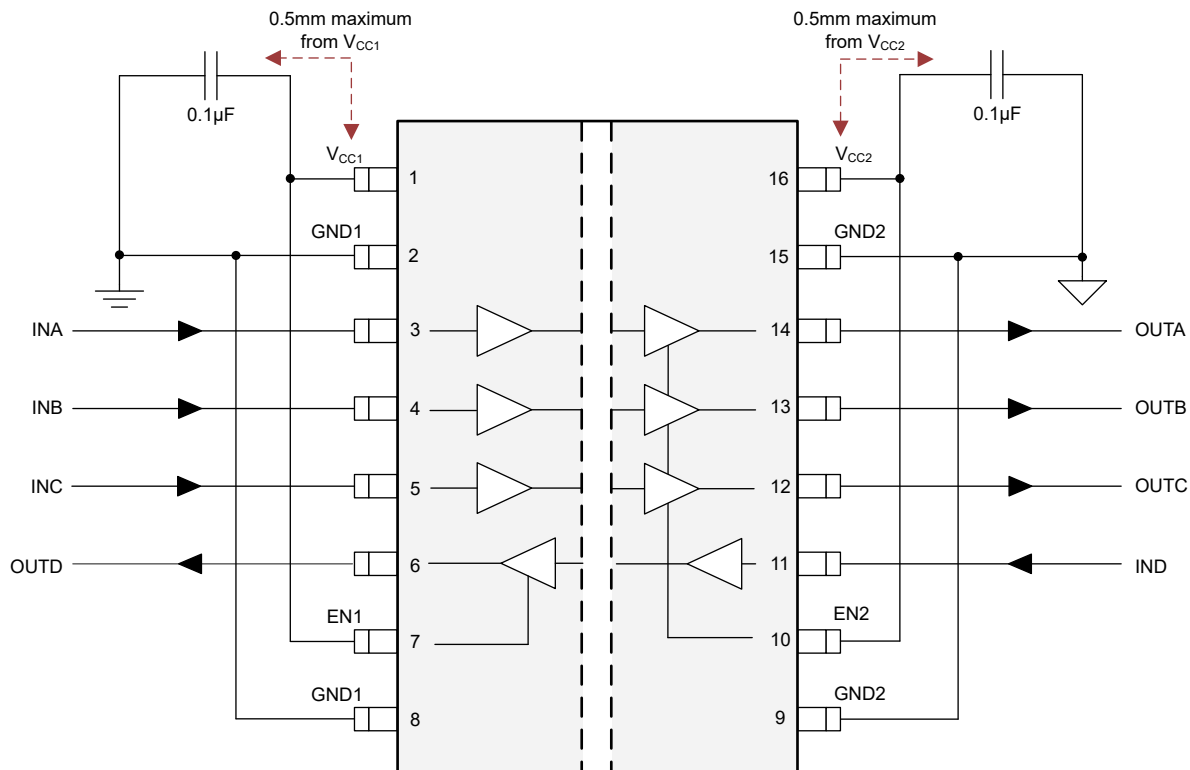 0.5mm maximum
from VCC1
0.5mm maximum
from VCC2
0.1µF
0.1µF
VCC1
1
16
VCC2
GND1
2
15
GND2
INA
3
14
OUTA
INB
4
13
OUTB
INC
5
12
OUTC
OUTD
6
11
IND
EN1
7
10
EN2
GND1
8
9
GND2